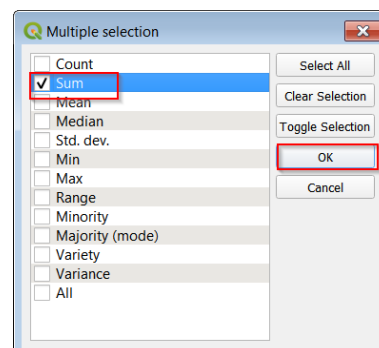 Multiple selection
Count
Sum
Mean
Median
Std. dev.
Min
Max
Range
Minority
Majority (mode)
Variety
Variance
All
Select All
Clear Selection
Toggle Selection
OK
Cancel